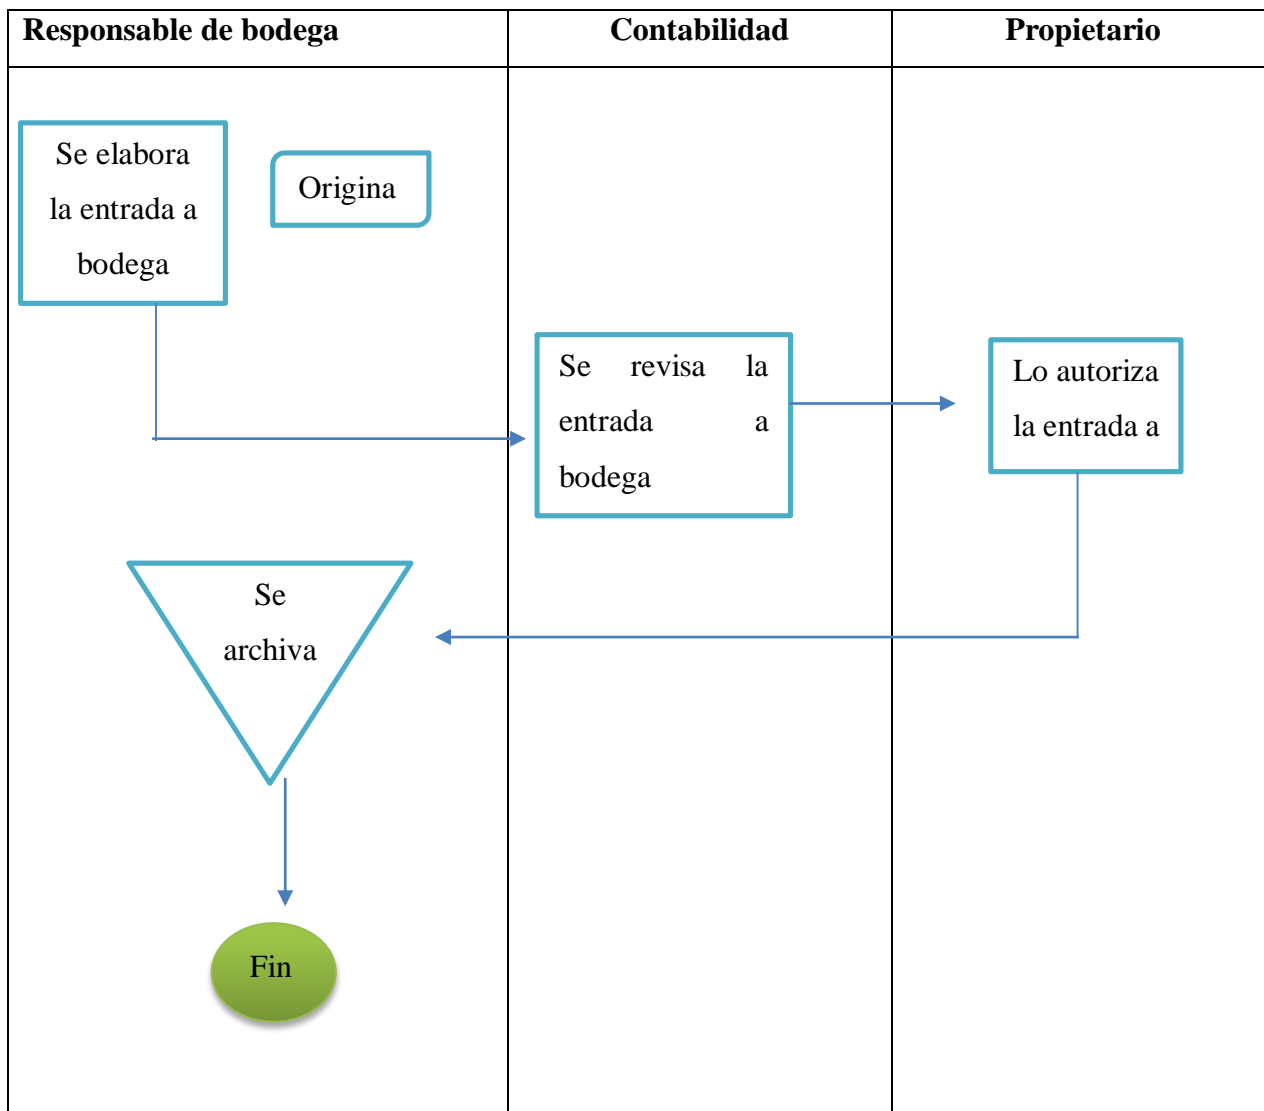 Responsable de bodega
Contabilidad
Propietario
Se elabora
la entrada a
bodega
Origina
Se revisa la
entrada a
bodega
Lo autoriza
la entrada a
Se
archiva
Fin